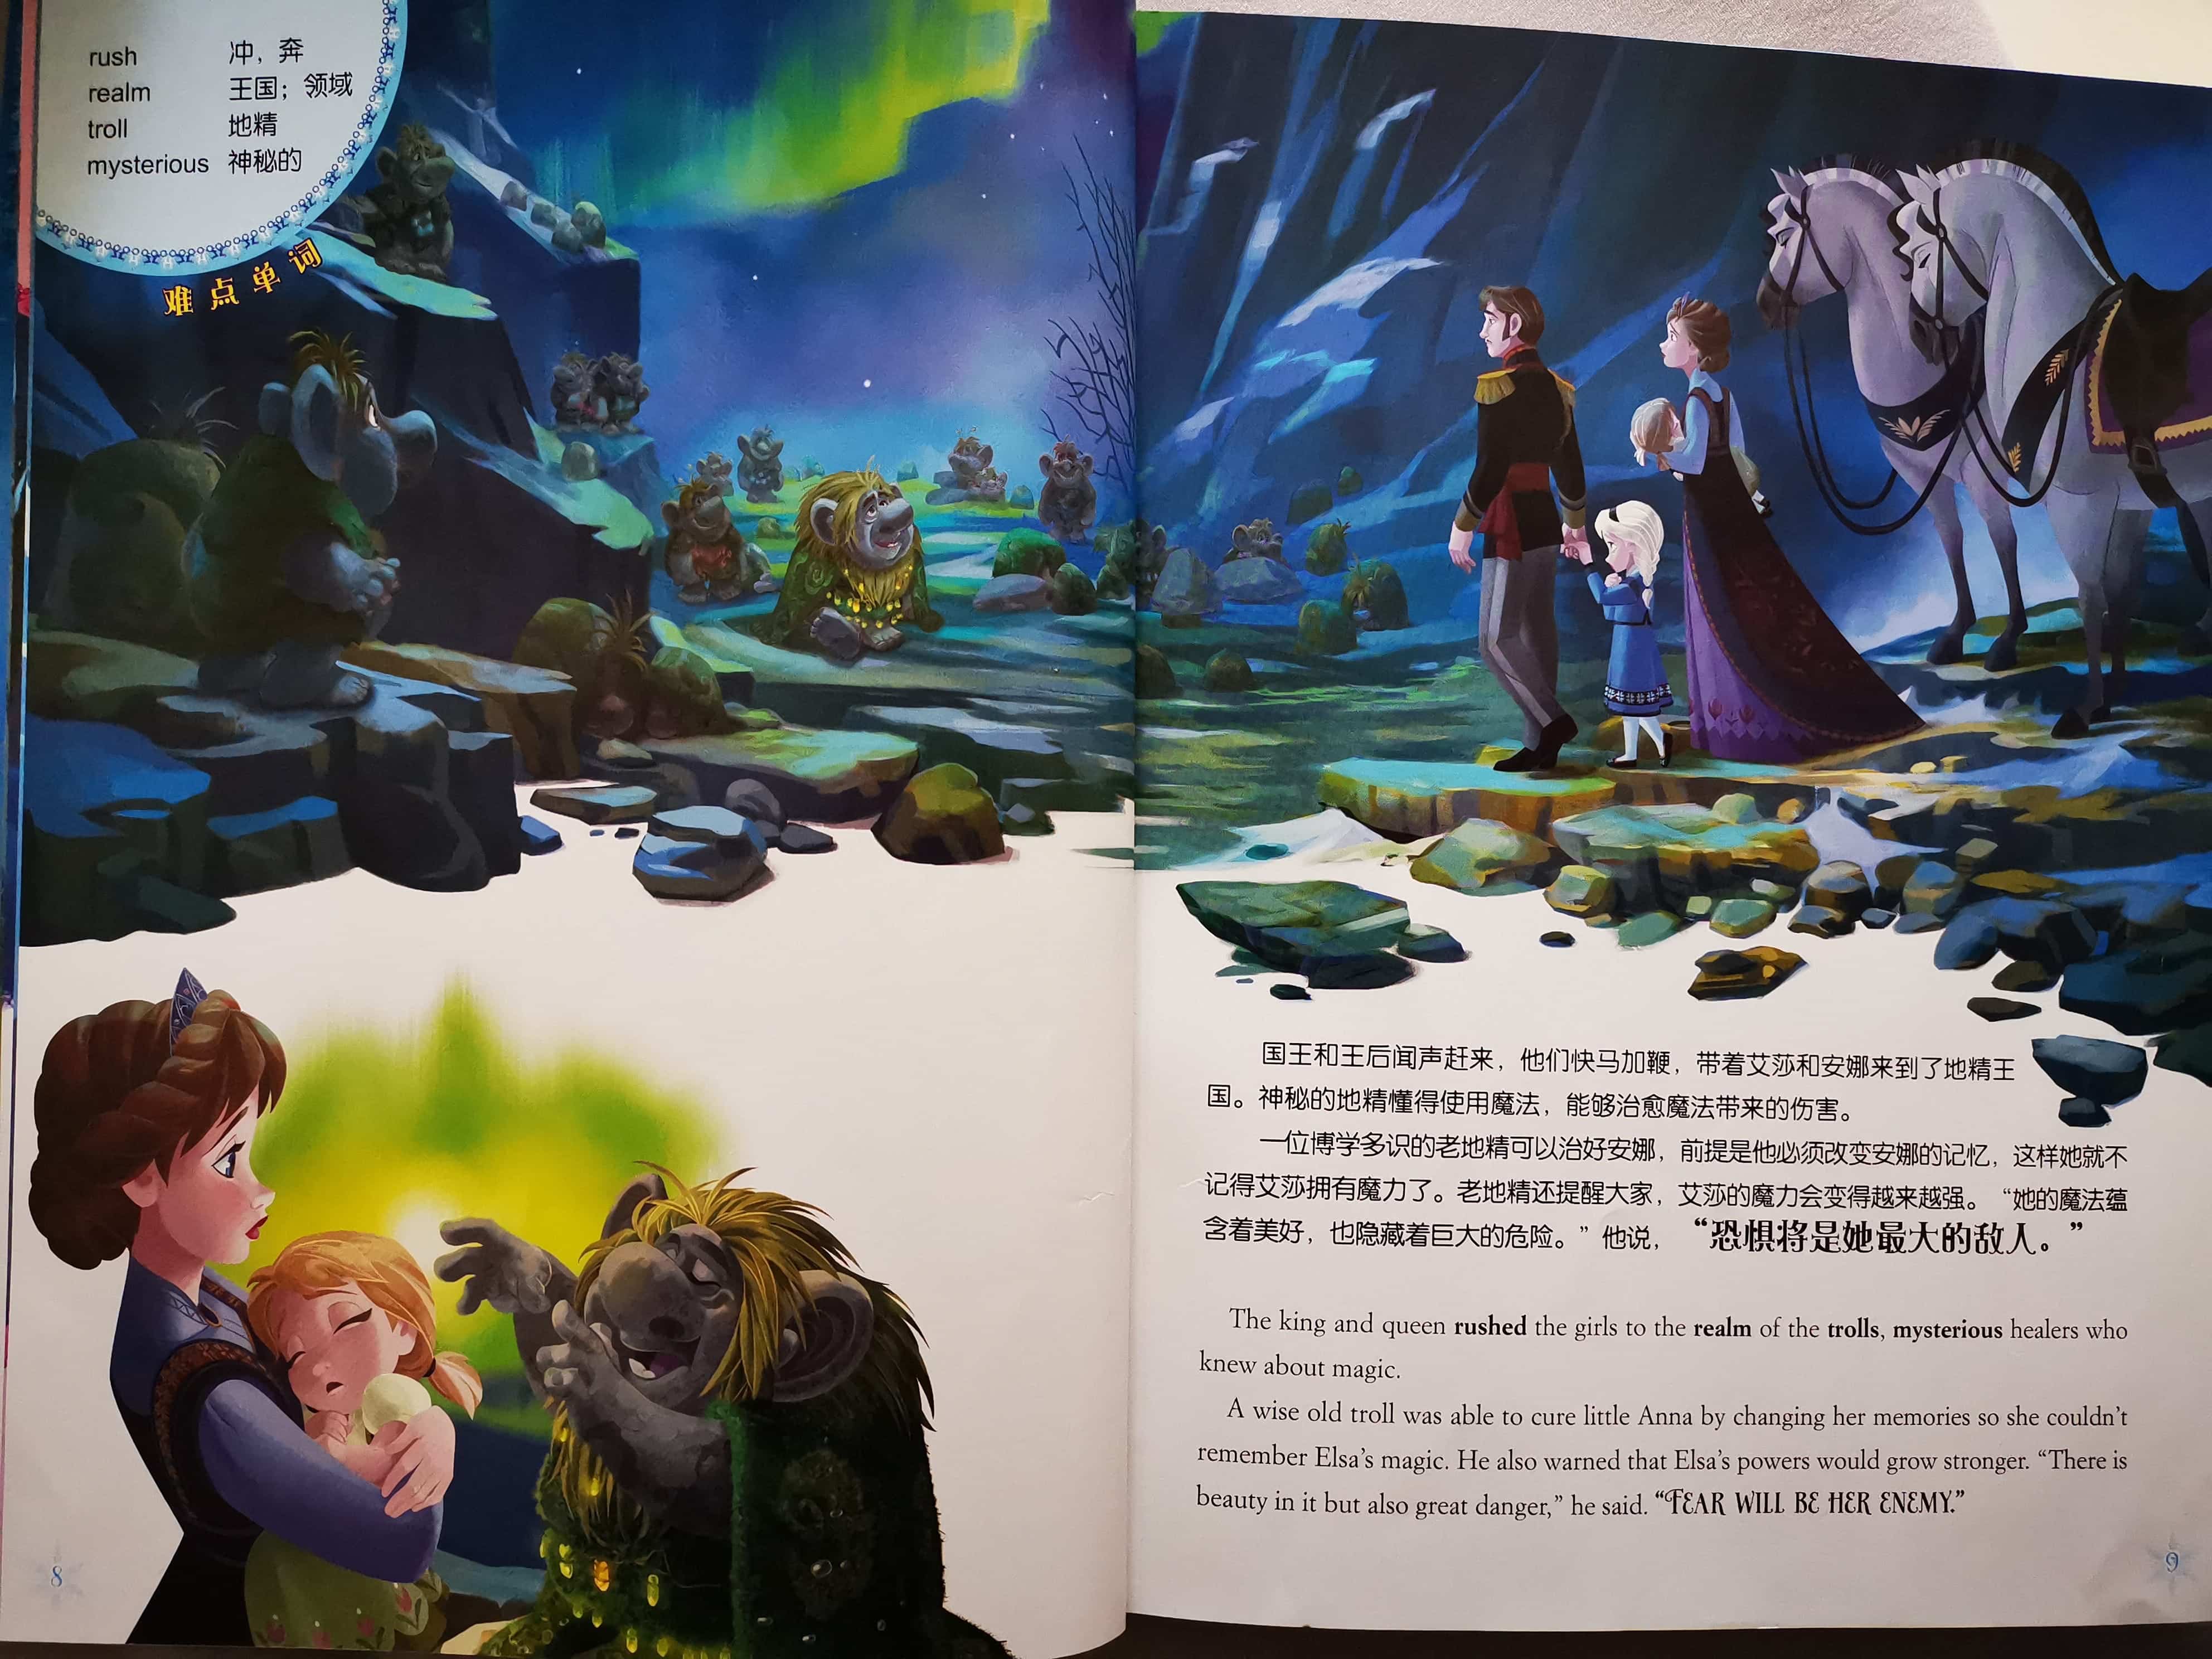 rush 冲，奔
realm 王国；领域
troll 地精
mysterious 神秘的
难点单词
8
国王和王后闻声赶来，他们快马加鞭，带着艾莎和安娜来到了地精王
国。神秘的地精懂得使用魔法，能够治愈魔法带来的伤害。
一位博学多识的老地精可以治好安娜，前提是他必须改变安娜的记忆，这样她就不
记得艾莎拥有魔力了。老地精还提醒大家，艾莎的魔力会变得越来越强。“她的魔法蕴
含着美好，也隐藏着巨大的危险。”他说，“恐惧将是她最大的敌人。”
The king and queen rushed the girls to the realm of the trolls, mysterious healers who
knew about magic.
A wise old troll was able to cure little Anna by changing her memories so she couldn’t
remember Elsa’s magic. He also warned that Elsa’s powers would grow stronger. “There is
beauty in it but also great danger,” he said. “FEAR WILL BE HER ENEMY.”
9